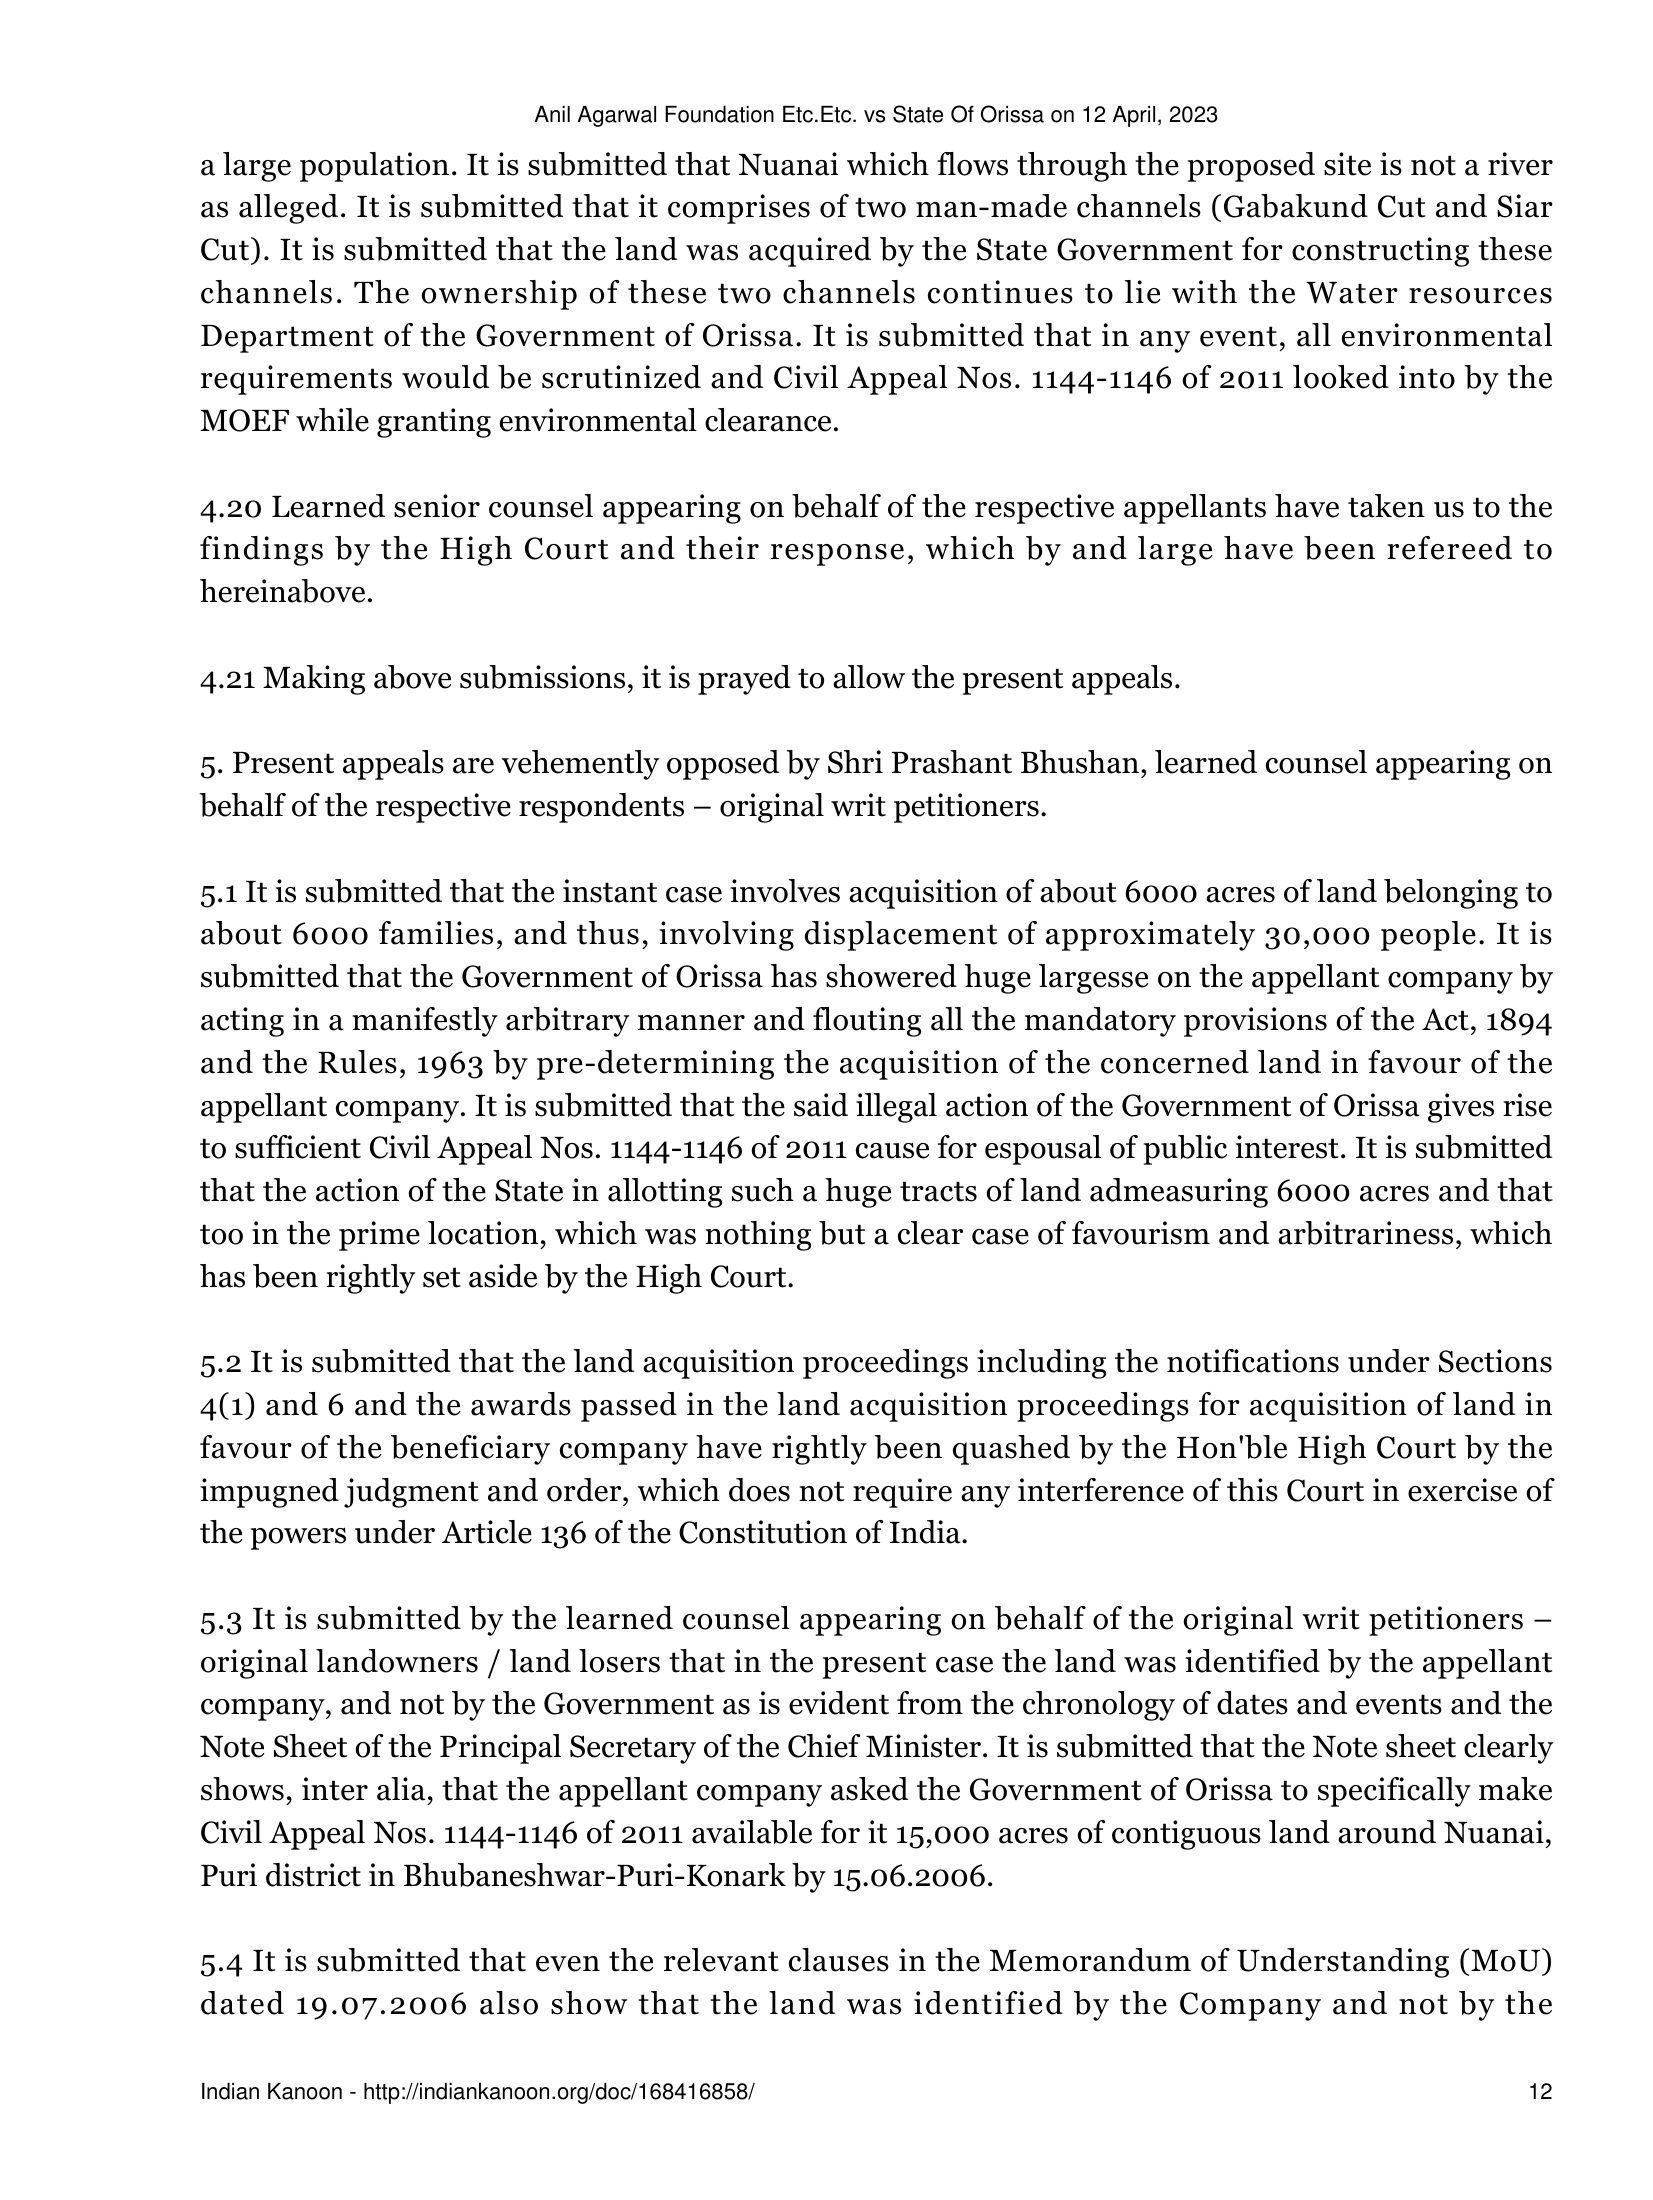 Anil Agarwal Foundation Etc.Etc. vs State Of Orissa on 12 April, 2023
a large population. It is submitted that Nuanai which flows through the proposed site is not a river
as alleged. It is submitted that it comprises of two man-made channels (Gabakund Cut and Siar
Cut). It is submitted that the land was acquired by the State Government for constructing these
channels. The ownership of these two channels continues to lie with the Water resources
Department of the Government of Orissa. It is submitted that in any event, all environmental
requirements would be scrutinized and Civil Appeal Nos. 1144-1146 of 2011 looked into by the
MOEF while granting environmental clearance.
4.20 Learned senior counsel appearing on behalf of the respective appellants have taken us to the
findings by the High Court and their response, which by and large have been refereed to
hereinabove.
4.21 Making above submissions, it is prayed to allow the present appeals.
5. Present appeals are vehemently opposed by Shri Prashant Bhushan, learned counsel appearing on
behalf of the respective respondents – original writ petitioners.
5.1 It is submitted that the instant case involves acquisition of about 6000 acres of land belonging to
about 6000 families, and thus, involving displacement of approximately 30,000 people. It is
submitted that the Government of Orissa has showered huge largesse on the appellant company by
acting in a manifestly arbitrary manner and flouting all the mandatory provisions of the Act, 1894
and the Rules, 1963 by pre-determining the acquisition of the concerned land in favour of the
appellant company. It is submitted that the said illegal action of the Government of Orissa gives rise
to sufficient Civil Appeal Nos. 1144-1146 of 2011 cause for espousal of public interest. It is submitted
that the action of the State in allotting such a huge tracts of land admeasuring 6000 acres and that
too in the prime location, which was nothing but a clear case of favourism and arbitrariness, which
has been rightly set aside by the High Court.
5.2 It is submitted that the land acquisition proceedings including the notifications under Sections
4(1) and 6 and the awards passed in the land acquisition proceedings for acquisition of land in
favour of the beneficiary company have rightly been quashed by the Hon'ble High Court by the
impugned judgment and order, which does not require any interference of this Court in exercise of
the powers under Article 136 of the Constitution of India.
5.3 It is submitted by the learned counsel appearing on behalf of the original writ petitioners –
original landowners / land losers that in the present case the land was identified by the appellant
company, and not by the Government as is evident from the chronology of dates and events and the
Note Sheet of the Principal Secretary of the Chief Minister. It is submitted that the Note sheet clearly
shows, inter alia, that the appellant company asked the Government of Orissa to specifically make
Civil Appeal Nos. 1144-1146 of 2011 available for it 15,000 acres of contiguous land around Nuanai,
Puri district in Bhubaneshwar-Puri-Konark by 15.06.2006.
5.4 It is submitted that even the relevant clauses in the Memorandum of Understanding (MoU)
dated 19.07.2006 also show that the land was identified by the Company and not by the
Indian Kanoon - http://indiankanoon.org/doc/168416858/ 12